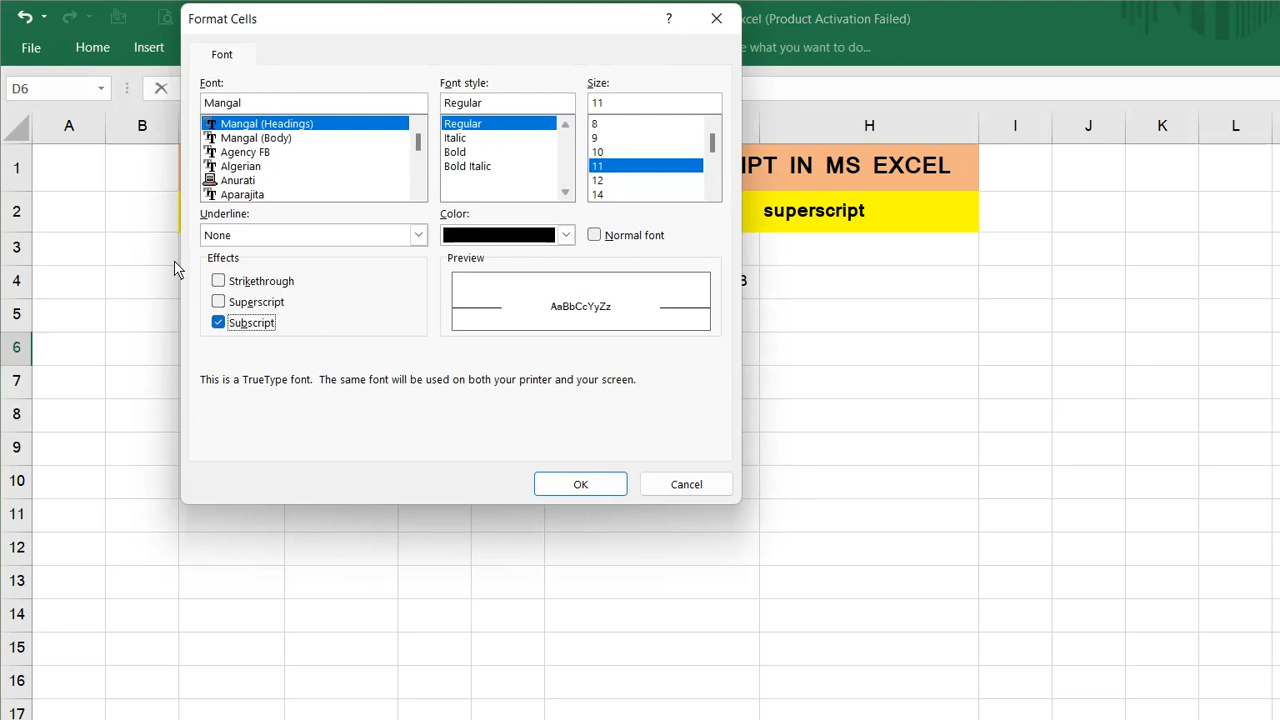 Format Cells ? xcel (Product Activation Failed)
File Home Insert e what you want to do...
Font
D6
Font: Font style: Size:
Mangal Regular 11
Mangal (Headings) Regular 8
Mangal (Body) Italic 9
Agency FB Bold 10
Algerian Bold Italic 11
Anurati 12
Aparajita 14
Underline: Color:
None Normal font
Effects Preview
Strikethrough
Superscript AaBbCcYyZz
Subscript
This is a TrueType font. The same font will be used on both your printer and your screen.
OK Cancel
A B H I J K L
1 IPT IN MS EXCEL
2 superscript
3
4
5
6
7
8
9
10
11
12
13
14
15
16
17